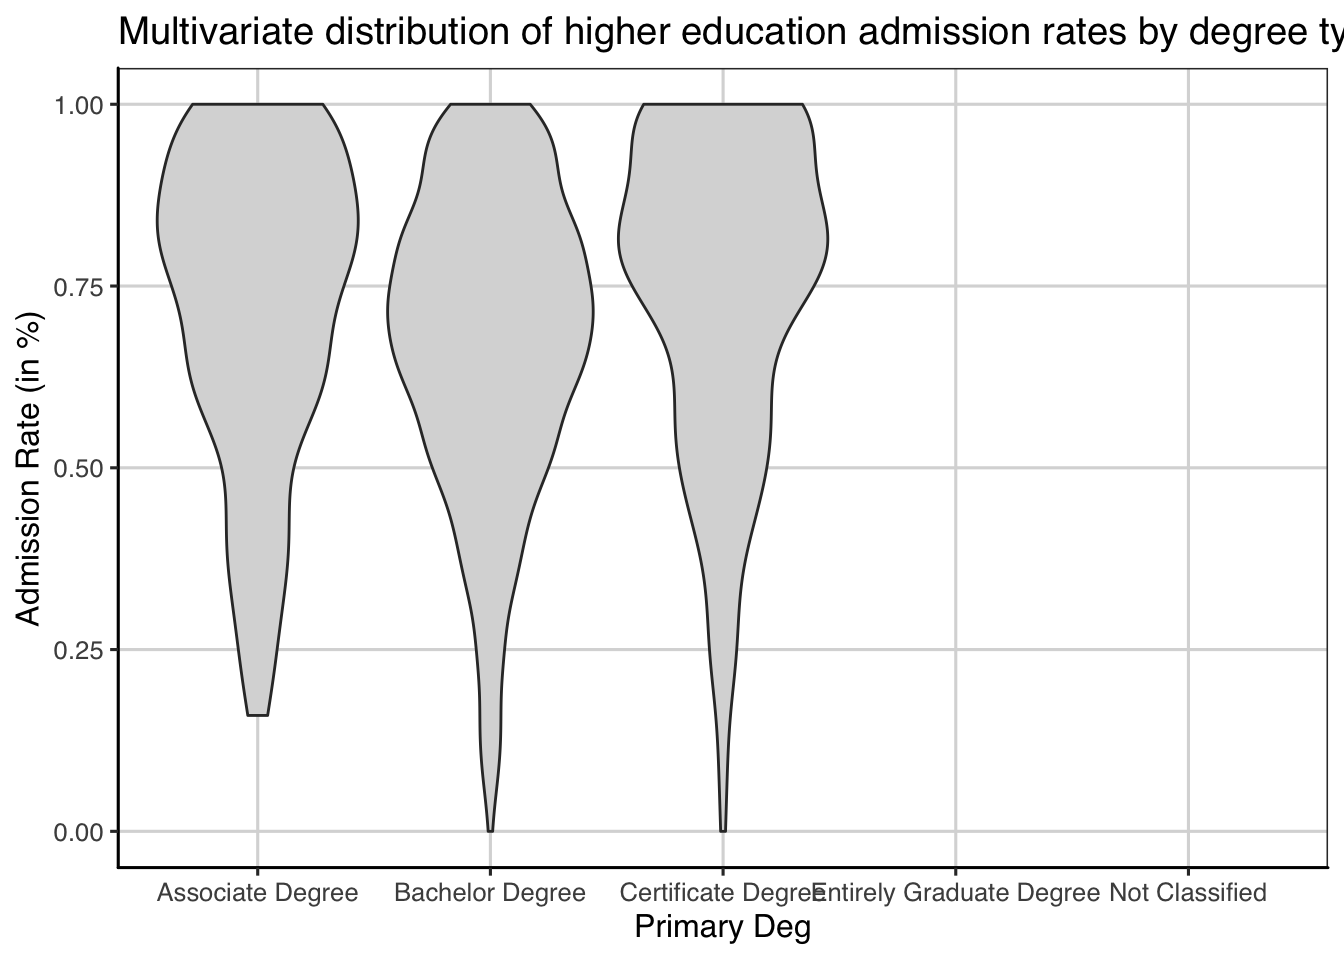 Multivariate distribution of higher education admission rates by degree ty
Admission Rate (in %)
1.00
0.75
0.50
0.25
0.00
Associate Degree
Bachelor Degree
Certificate Degree
Entirely Graduate Degree
Not Classified
Primary Deg